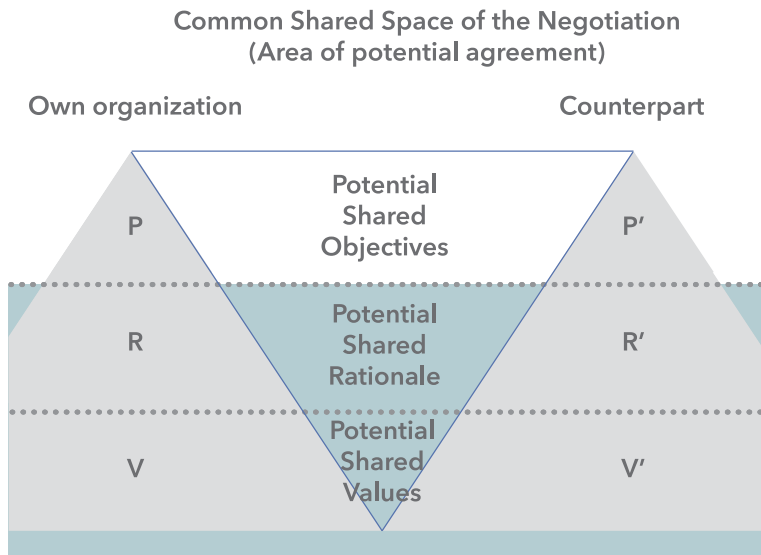 Common Shared Space of the Negotiation
(Area of potential agreement)
Own organization
Counterpart
Potential
Shared
Objectives
P
P’
Potential
Shared
Rationale
R
R’
Potential
Shared
Values
V
V’